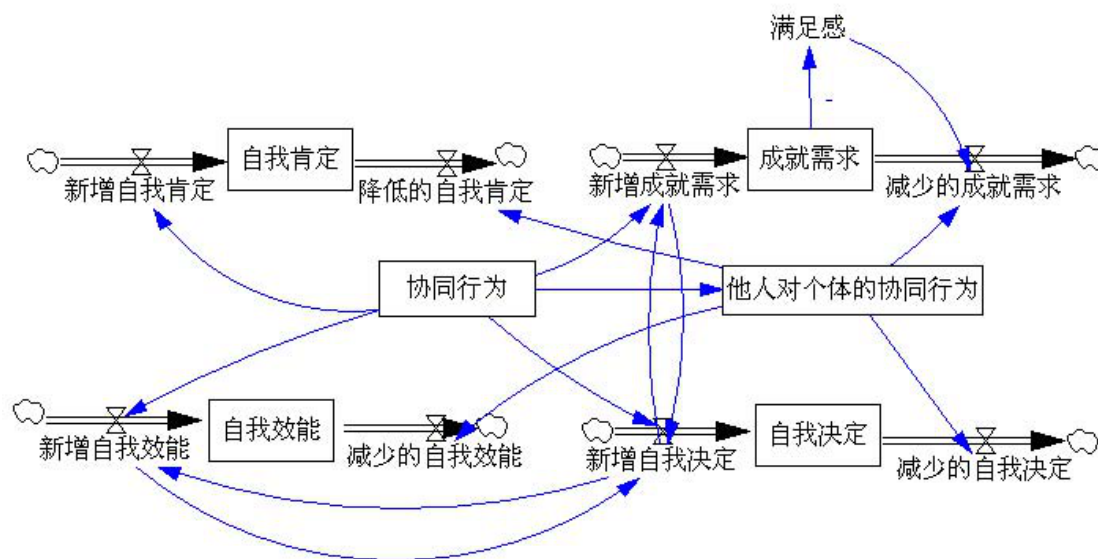 满足感
自我肯定
成就需求
新增自我肯定
降低的自我肯定
新增成就需求
减少的成就需求
协同行为
他人对个体的协同行为
自我效能
自我决定
新增自我效能
减少的自我效能
新增自我决定
减少的自我决定